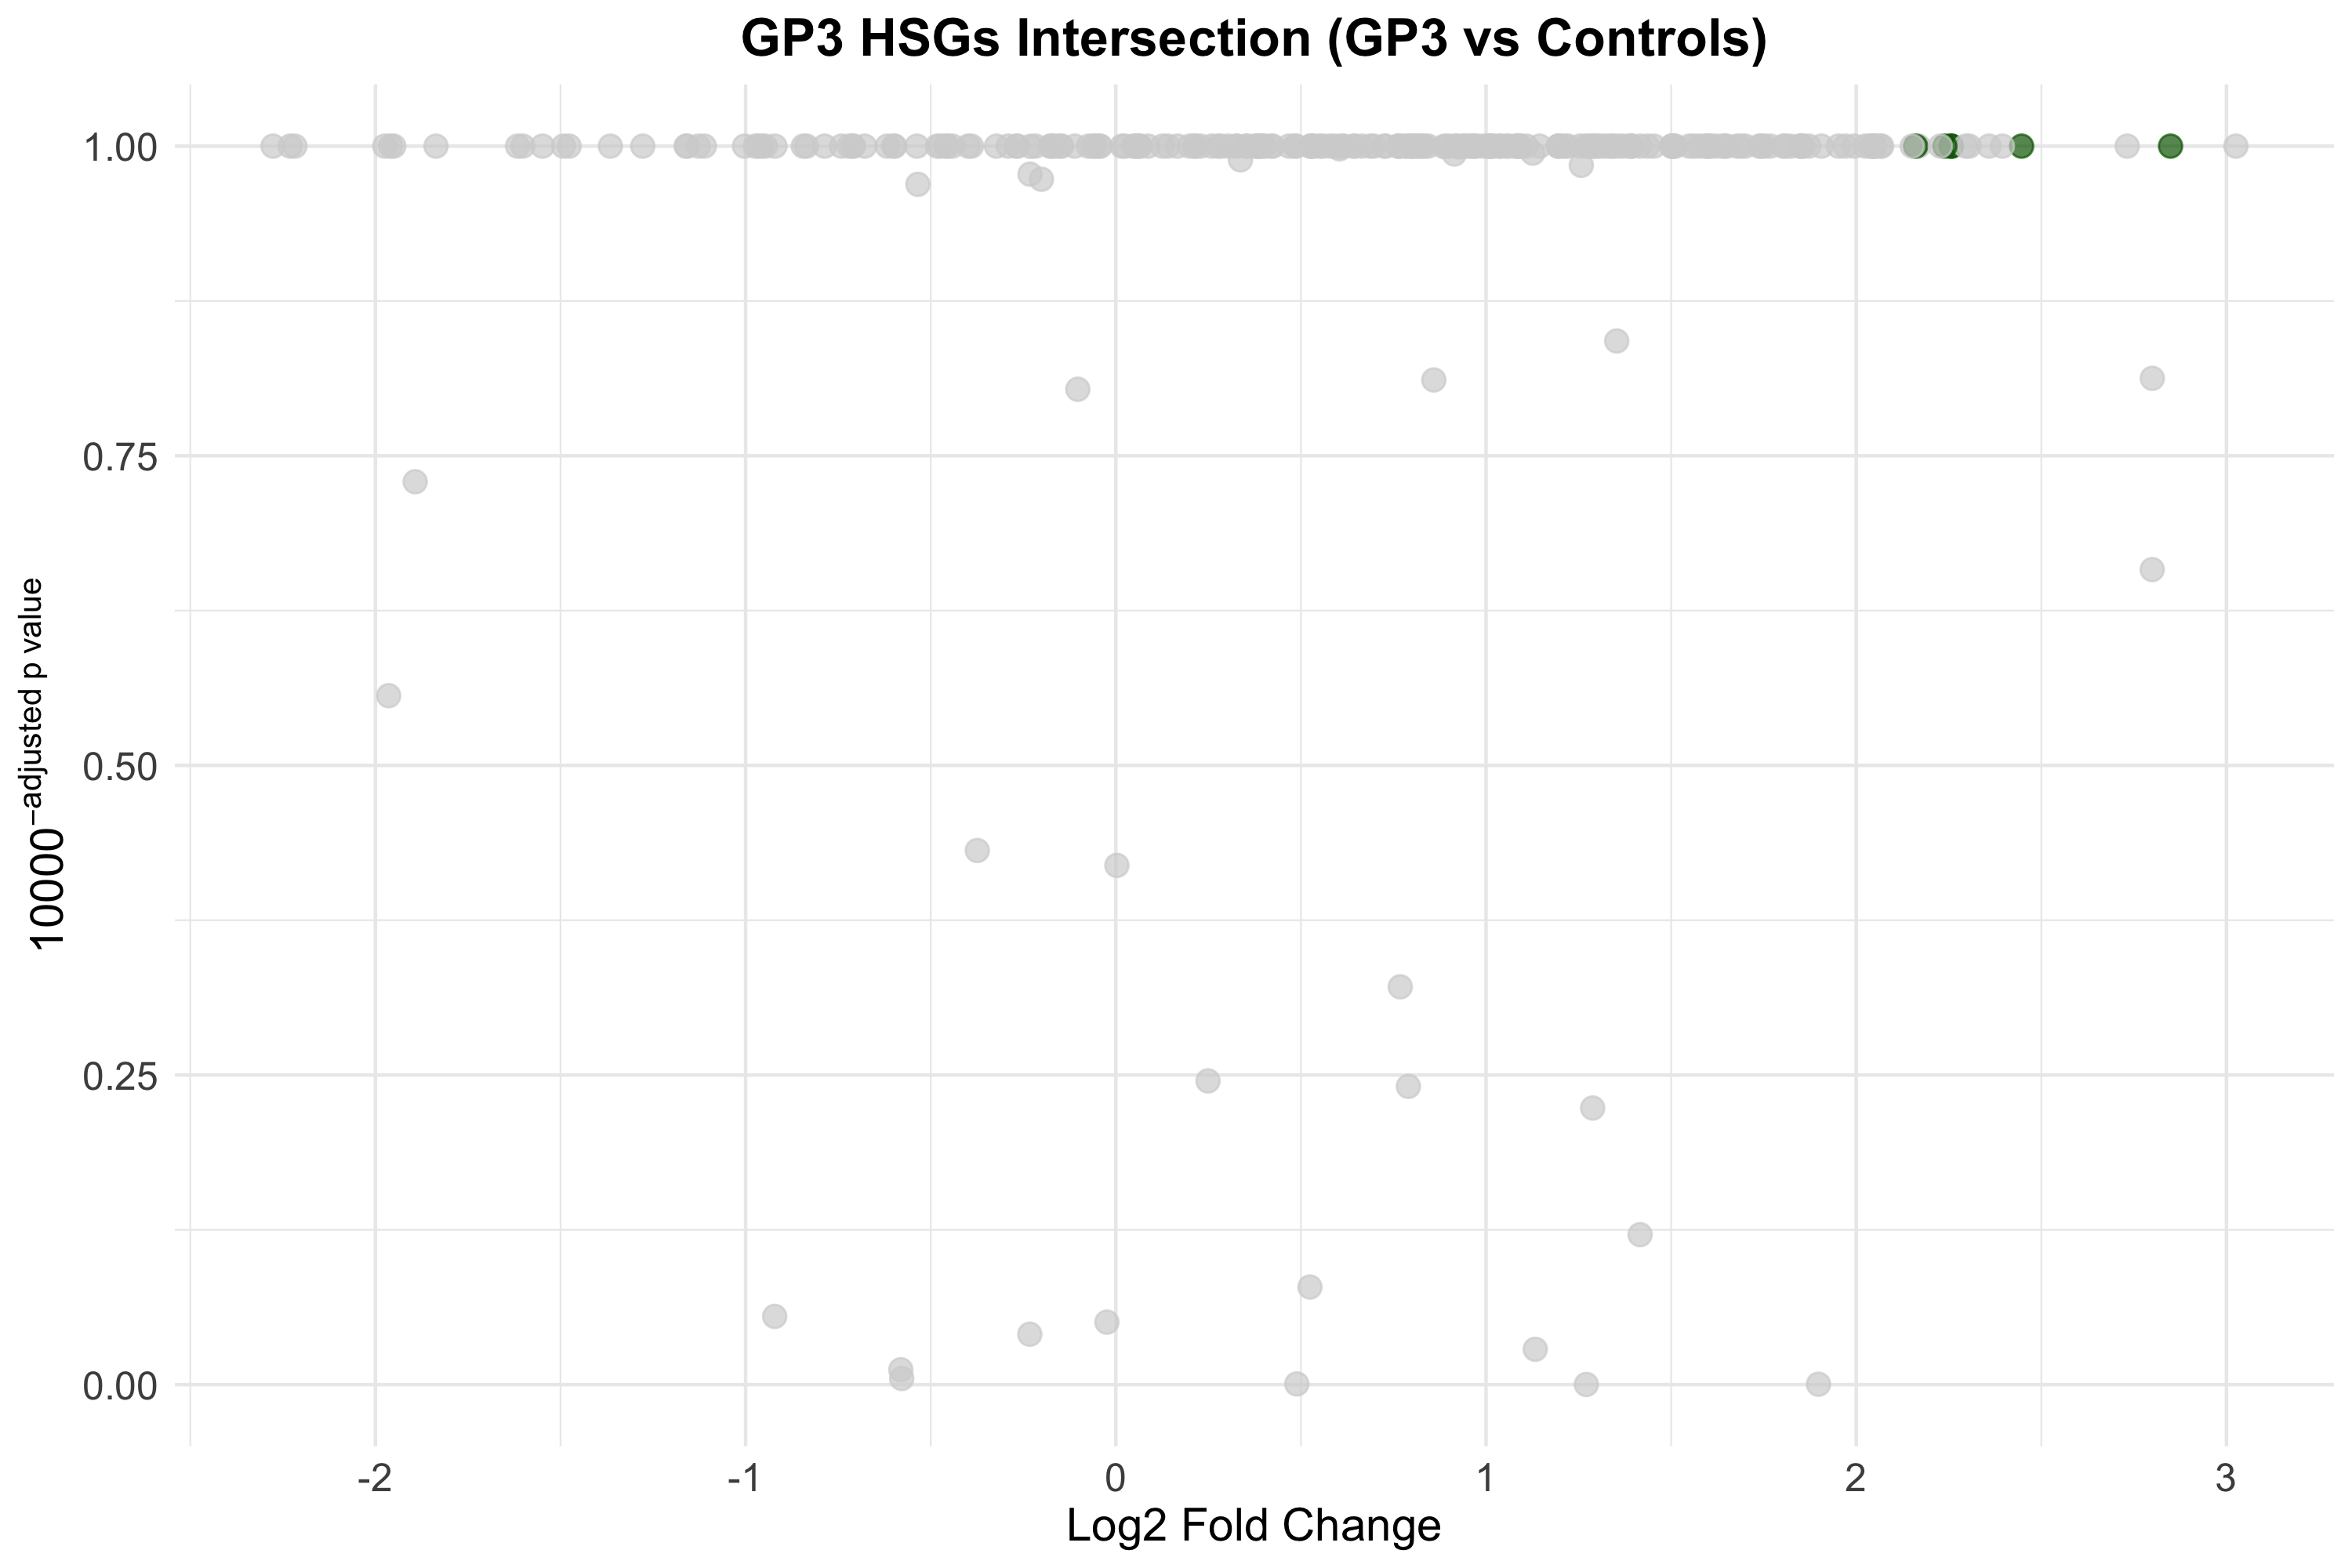 GP3 HSGs Intersection (GP3 vs Controls)
10000⁻adjusted p value
1.00
0.75
0.50
0.25
0.00
-2 -1 0 1 2 3
Log2 Fold Change